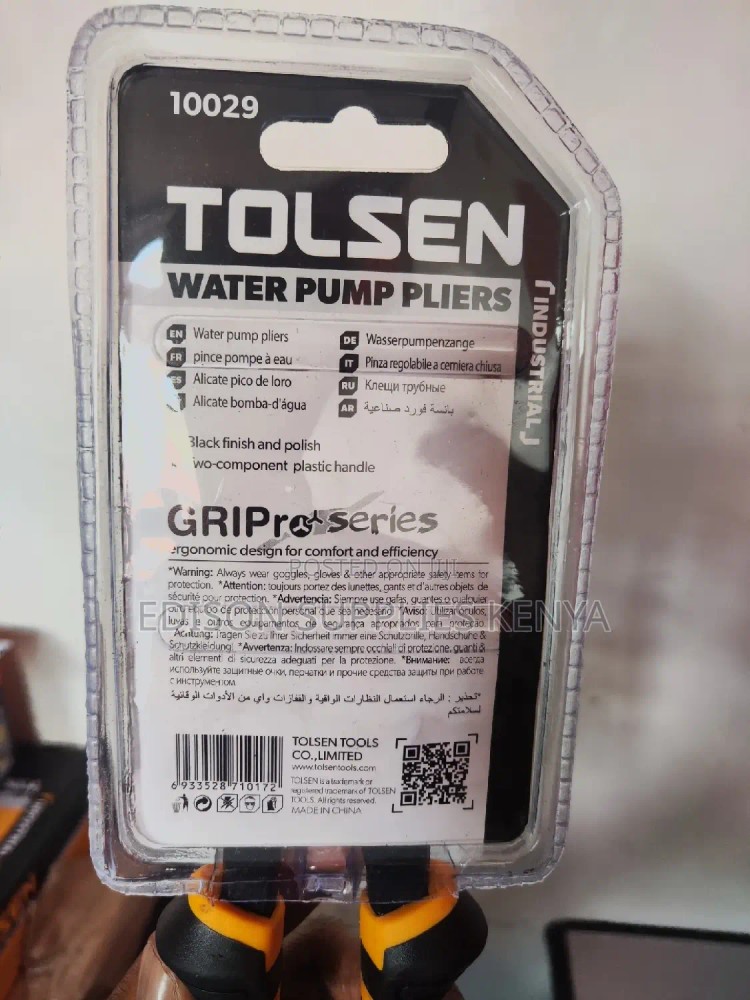 10029
TOLSEN
WATER PUMP PLIERS
INDUSTRIAL
EN Water pump pliers
FR pince pompe à eau
ES Alicate pico de loro
Alicate bomba-d'água
DE Wasserpumpenzange
IT Pinza regolabile a cerniera chiusa
RU Клещи трубные
AR بانسة فورد صناعية
Black finish and polish
Two-component plastic handle
GRIPro series
ergonomic design for comfort and efficiency
POSTED ON
*Warning: Always wear goggles, gloves & other appropriate safety items for
protection. *Attention: toujours portez des lunettes, gants et d'autres objets de
sécurité pour protection. *Advertencia: Siempre use gafas, guantes o cualquier
EDISON SUPPLIES KENYA
otro equipo de protección personal que sea necesario. *Aviso: Utilizar óculos,
luvas e outros equipamentos de segurança apropriados para proteção.
*Achtung: Tragen Sie zu Ihrer Sicherheit immer eine Schutzbrille, Handschuhe &
Schutzkleidung! *Avvertenza: Indossare sempre occhiali di protezione, guanti &
altri element di sicurezza adeguati per la protezione. *Внимание: всегда
используйте защитные очки, перчатки и прочие средства защиты при работе
с инструментом
*تحذير : الرجاء استعمال النظارات الواقية و القفازات واي من الأدوات الوقائية
لسلامتكم
6 933528 710172
TOLSEN TOOLS
CO.,LIMITED
www.tolsentools.com
TOLSEN is a trademark or
registered trademark of TOLSEN
TOOLS. All rights reserved.
MADE IN CHINA